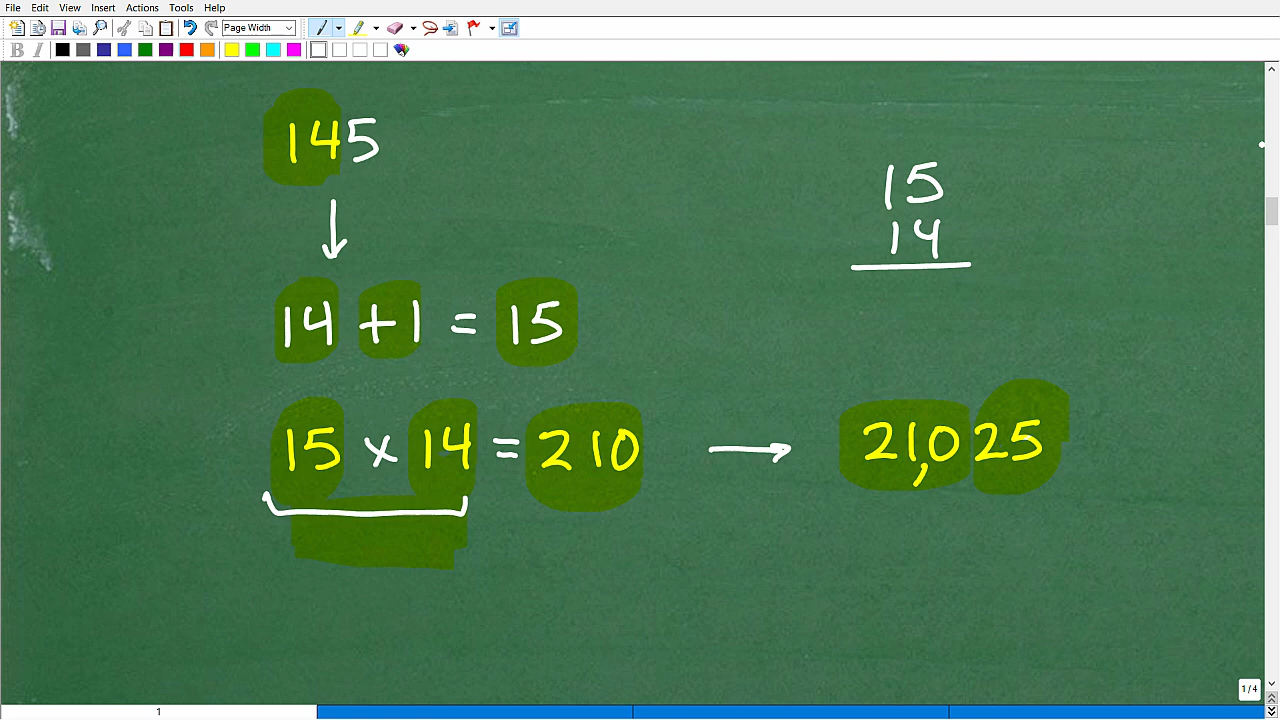 File Edit View Insert Actions Tools Help
Page Width
B I
145
15
14
14 + 1 = 15
15 x 14 = 210 → 21,025
1/4
1